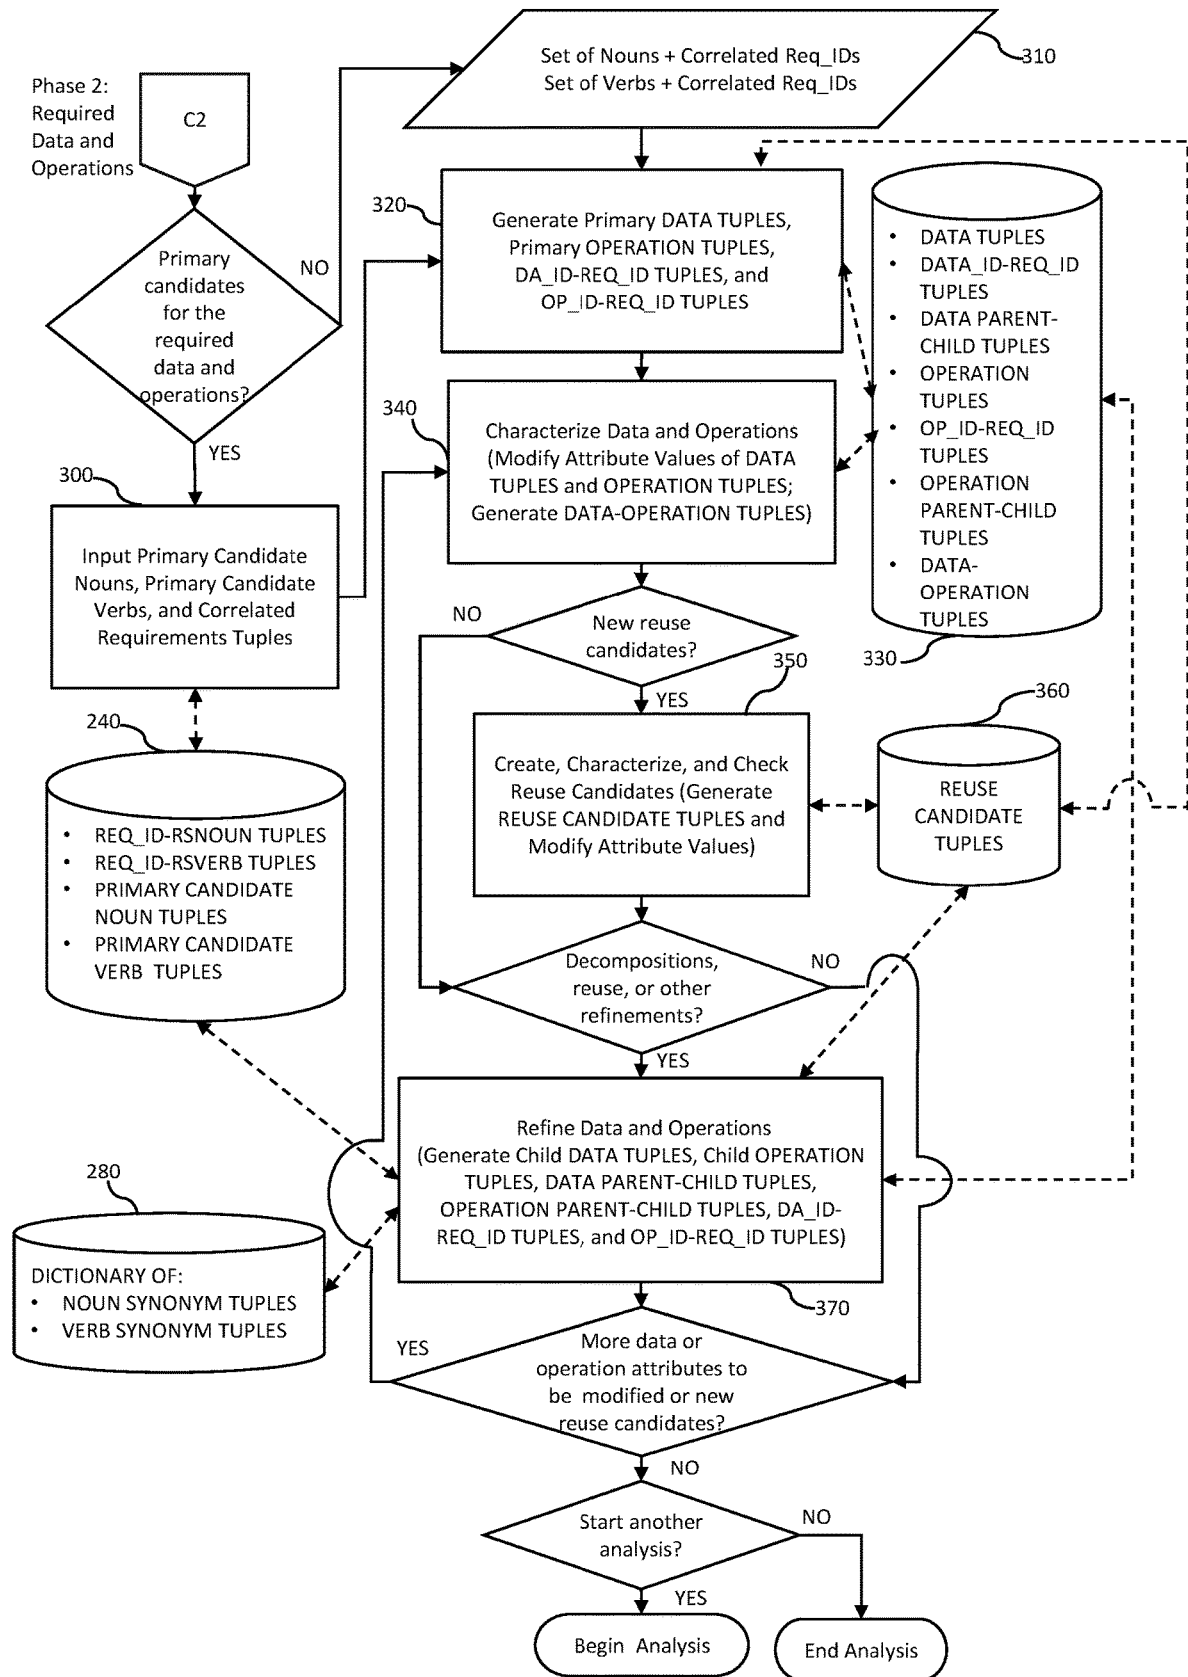 Phase 2:
Required
Data and
Operations
C2
Set of Nouns + Correlated Req_IDs
Set of Verbs + Correlated Req_IDs
310
Primary
candidates
for the
required
data and
operations?
NO
YES
320
Generate Primary DATA TUPLES,
Primary OPERATION TUPLES,
DA_ID-REQ_ID TUPLES, and
OP_ID-REQ_ID TUPLES
• DATA TUPLES
• DATA_ID-REQ_ID
TUPLES
• DATA PARENT-
CHILD TUPLES
• OPERATION
TUPLES
• OP_ID-REQ_ID
TUPLES
• OPERATION
PARENT-CHILD
TUPLES
• DATA-
OPERATION
TUPLES
330
340
Characterize Data and Operations
(Modify Attribute Values of DATA
TUPLES and OPERATION TUPLES;
Generate DATA-OPERATION TUPLES)
300
Input Primary Candidate
Nouns, Primary Candidate
Verbs, and Correlated
Requirements Tuples
NO
New reuse
candidates?
YES
350
360
240
• REQ_ID-RSNOUN TUPLES
• REQ_ID-RSVERB TUPLES
• PRIMARY CANDIDATE
NOUN TUPLES
• PRIMARY CANDIDATE
VERB TUPLES
Create, Characterize, and Check
Reuse Candidates (Generate
REUSE CANDIDATE TUPLES and
Modify Attribute Values)
REUSE
CANDIDATE
TUPLES
Decompositions,
reuse, or other
refinements?
NO
YES
Refine Data and Operations
(Generate Child DATA TUPLES, Child OPERATION
TUPLES, DATA PARENT-CHILD TUPLES,
OPERATION PARENT-CHILD TUPLES, DA_ID-
REQ_ID TUPLES, and OP_ID-REQ_ID TUPLES)
370
280
DICTIONARY OF:
• NOUN SYNONYM TUPLES
• VERB SYNONYM TUPLES
YES
More data or
operation attributes to
be modified or new
reuse candidates?
NO
Start another
analysis?
NO
YES
Begin Analysis
End Analysis